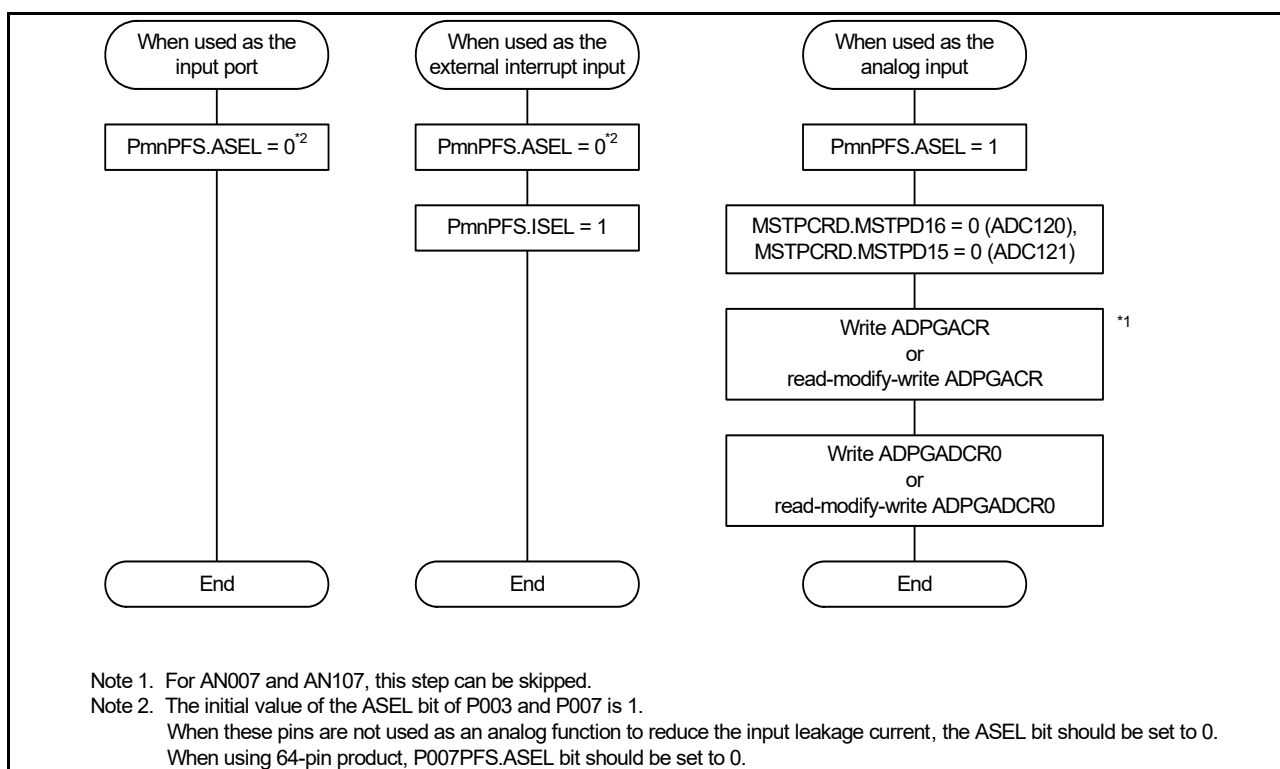 When used as the
input port
PmnPFS.ASEL = 0*2
End
When used as the
external interrupt input
PmnPFS.ASEL = 0*2
PmnPFS.ISEL = 1
End
When used as the
analog input
PmnPFS.ASEL = 1
MSTPCRD.MSTPD16 = 0 (ADC120),
MSTPCRD.MSTPD15 = 0 (ADC121)
Write ADPGACR
or
read-modify-write ADPGACR
*1
Write ADPGADCR0
or
read-modify-write ADPGADCR0
End
Note 1. For AN007 and AN107, this step can be skipped.
Note 2. The initial value of the ASEL bit of P003 and P007 is 1.
When these pins are not used as an analog function to reduce the input leakage current, the ASEL bit should be set to 0.
When using 64-pin product, P007PFS.ASEL bit should be set to 0.